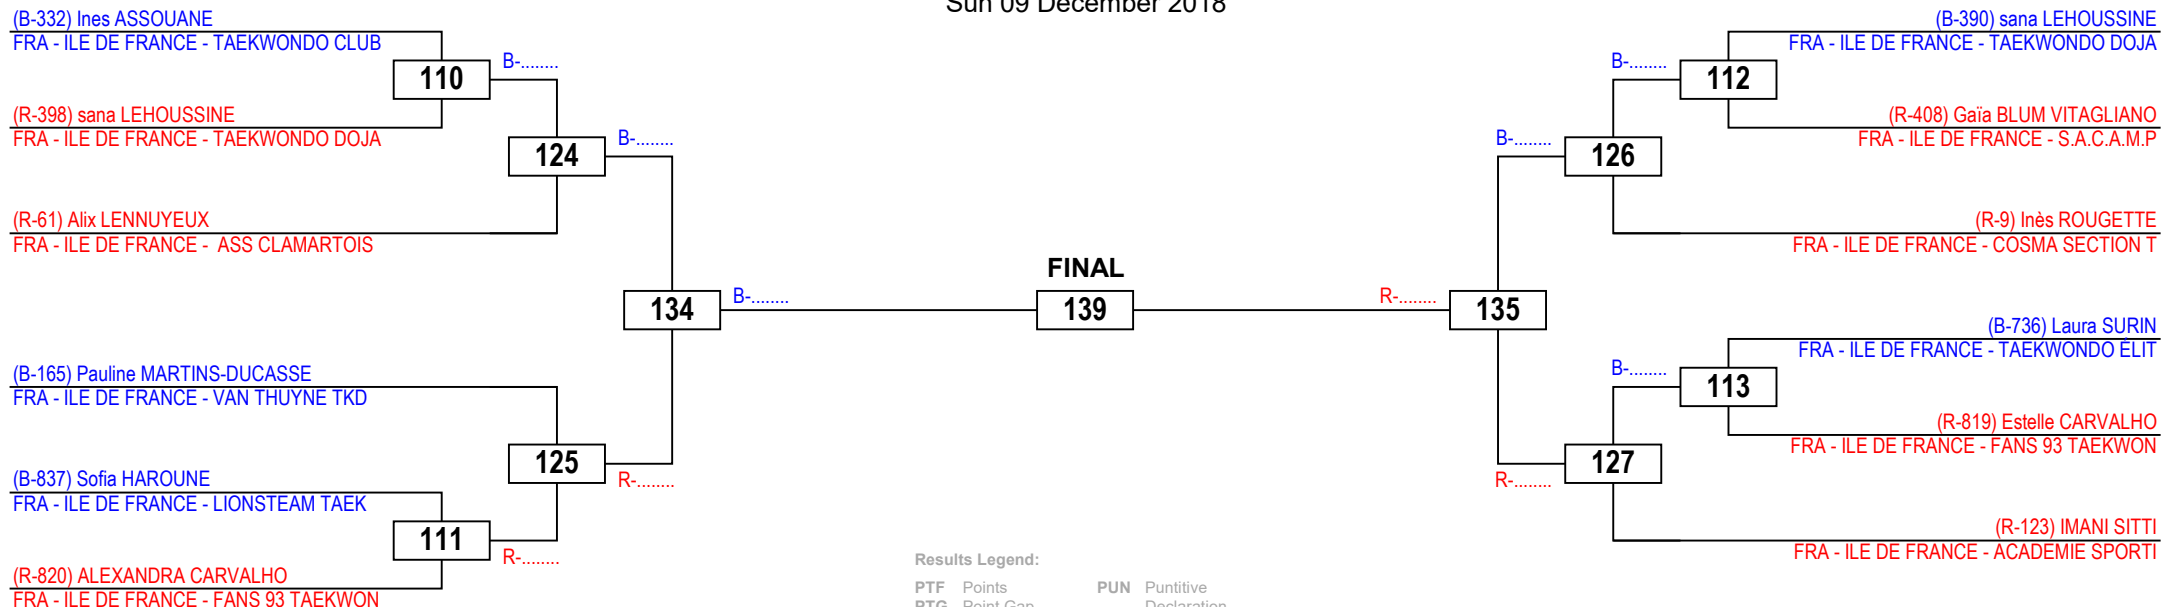 Sun 09 December 2018
(B-332) Ines ASSOUANE
FRA - ILE DE FRANCE - TAEKWONDO CLUB
110
B-........
(R-398) sana LEHOUSSINE
FRA - ILE DE FRANCE - TAEKWONDO DOJA
124
B-........
(R-61) Alix LENNUYEUX
FRA - ILE DE FRANCE -  ASS CLAMARTOIS
134
B-........
(B-165) Pauline MARTINS-DUCASSE
FRA - ILE DE FRANCE - VAN THUYNE TKD
125
R-........
(B-837) Sofia HAROUNE
FRA - ILE DE FRANCE - LIONSTEAM TAEK
111
R-........
(R-820) ALEXANDRA CARVALHO
FRA - ILE DE FRANCE - FANS 93 TAEKWON
FINAL
139
(B-390) sana LEHOUSSINE
FRA - ILE DE FRANCE - TAEKWONDO DOJA
B-........
112
(R-408) Gaïa BLUM VITAGLIANO
FRA - ILE DE FRANCE - S.A.C.A.M.P
B-........
126
(R-9) Inès ROUGETTE
FRA - ILE DE FRANCE - COSMA SECTION T
R-........
135
(B-736) Laura SURIN
FRA - ILE DE FRANCE - TAEKWONDO ÉLIT
B-........
113
(R-819) Estelle CARVALHO
FRA - ILE DE FRANCE - FANS 93 TAEKWON
127
R-........
(R-123) IMANI SITTI
FRA - ILE DE FRANCE - ACADÉMIE SPORTI
Results Legend:
PTF Points PUN Puntitive
PTG Point Gap Declaration